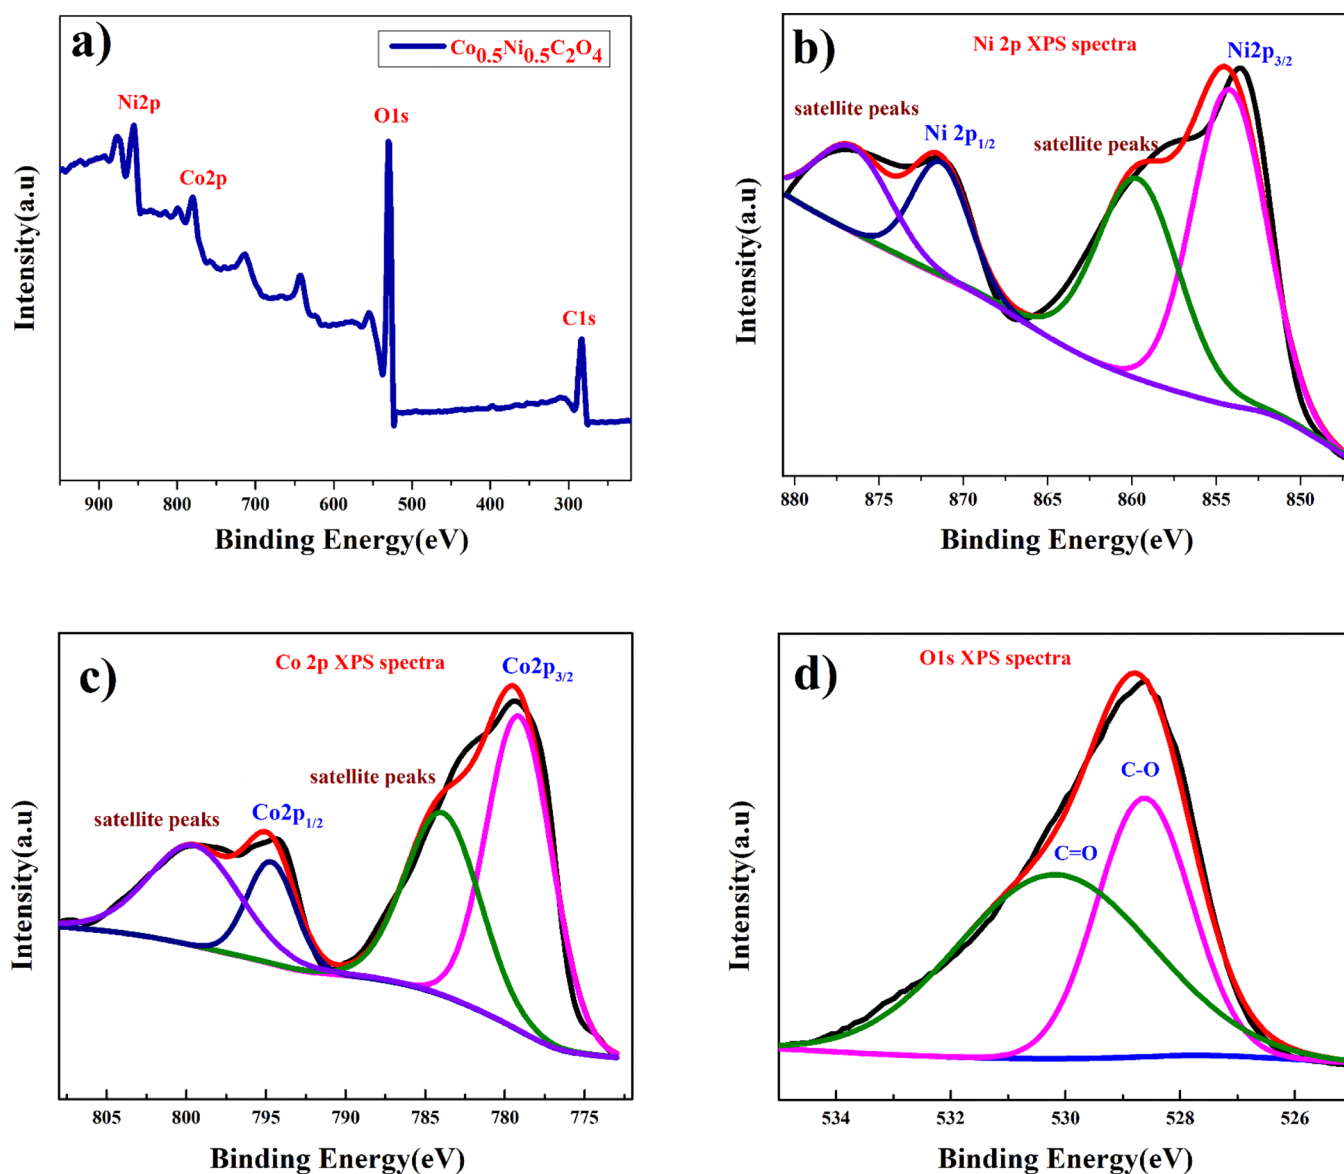 a)
Co0.5Ni0.5C2O4
Ni2p
Co2p
O1s
C1s
Intensity(a.u)
900 800 700 600 500 400 300
Binding Energy(eV)
b)
Ni 2p XPS spectra
Ni2p3/2
satellite peaks
Ni 2p1/2
satellite peaks
Intensity(a.u)
880 875 870 865 860 855 850
Binding Energy(eV)
c)
Co 2p XPS spectra
Co2p3/2
satellite peaks
satellite peaks
Co2p1/2
Intensity(a.u)
805 800 795 790 785 780 775
Binding Energy(eV)
d)
O1s XPS spectra
C-O
C=O
Intensity(a.u)
534 532 530 528 526
Binding Energy(eV)